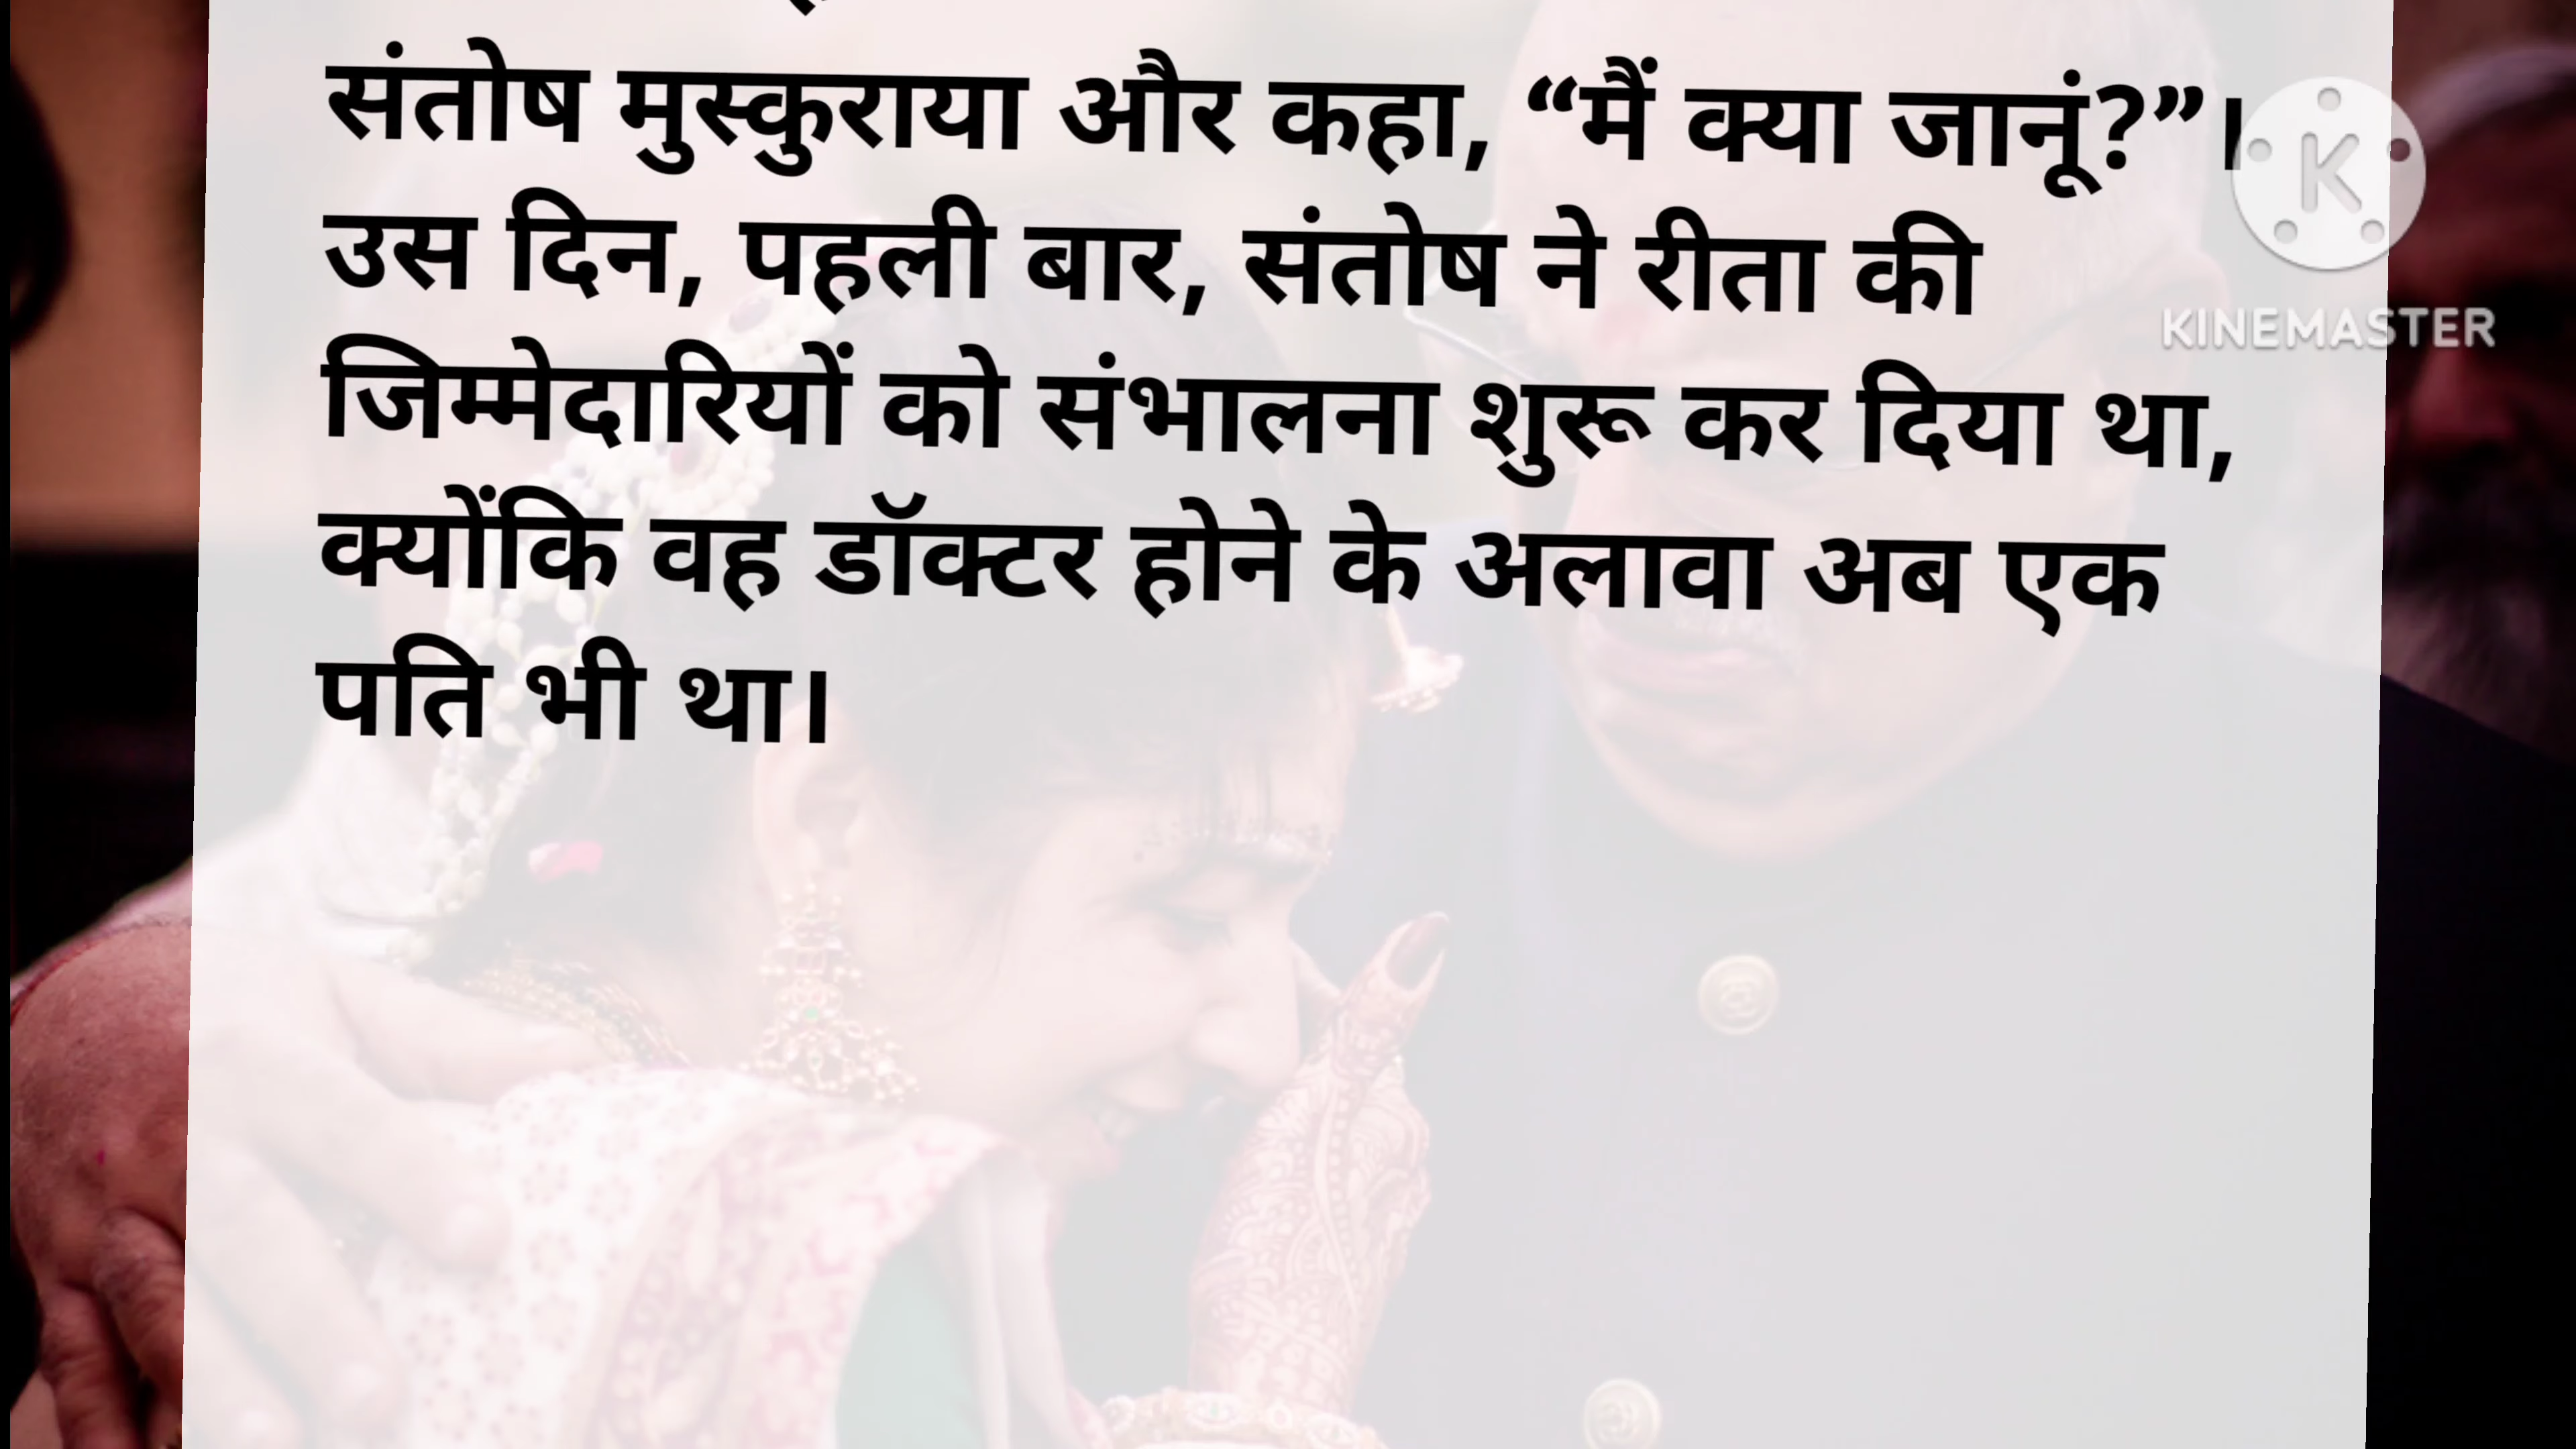 संतोष मुस्कुराया और कहा, “मैं क्या जानूं?”।
उस दिन, पहली बार, संतोष ने रीता की
जिम्मेदारियों को संभालना शुरू कर दिया था,
क्योंकि वह डॉक्टर होने के अलावा अब एक
पति भी था।
KINEMASTER